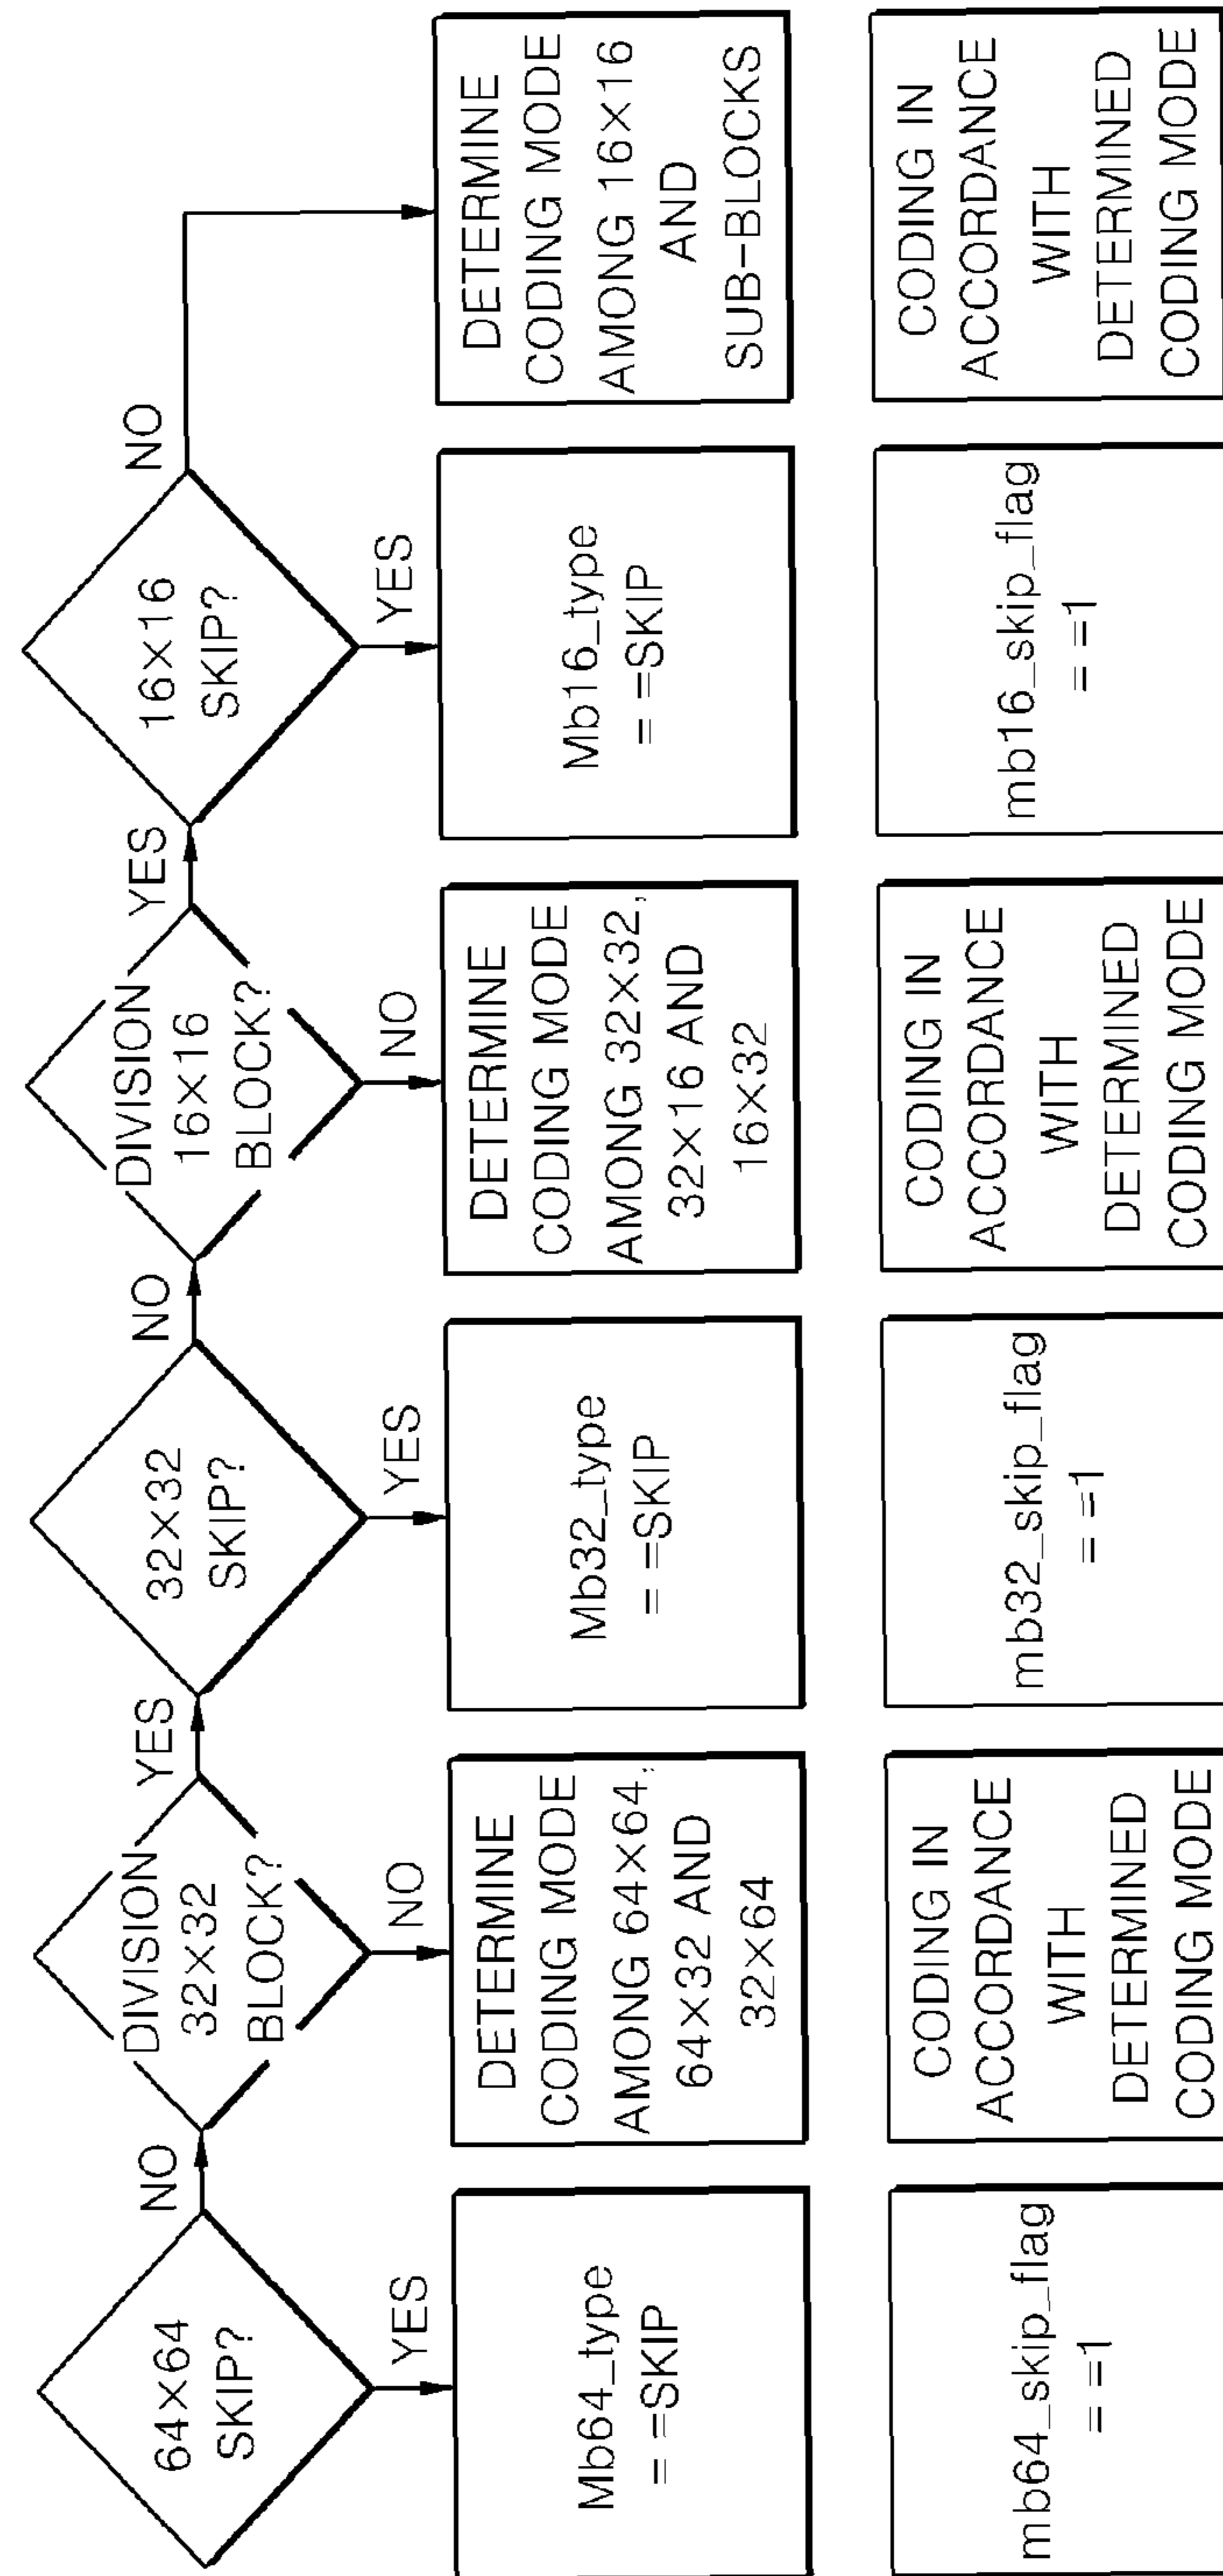 64×64
SKIP?
NO
YES
DIVISION
32×32
BLOCK?
YES
NO
32×32
SKIP?
NO
YES
DIVISION
16×16
BLOCK?
YES
NO
16×16
SKIP?
NO
YES
Mb64_type
==SKIP
DETERMINE
CODING MODE
AMONG 64×64,
64×32 AND
32×64
Mb32_type
==SKIP
DETERMINE
CODING MODE
AMONG 32×32,
32×16 AND
16×32
Mb16_type
==SKIP
DETERMINE
CODING MODE
AMONG 16×16
AND
SUB-BLOCKS
mb64_skip_flag
==1
CODING IN
ACCORDANCE
WITH
DETERMINED
CODING MODE
mb32_skip_flag
==1
CODING IN
ACCORDANCE
WITH
DETERMINED
CODING MODE
mb16_skip_flag
==1
CODING IN
ACCORDANCE
WITH
DETERMINED
CODING MODE